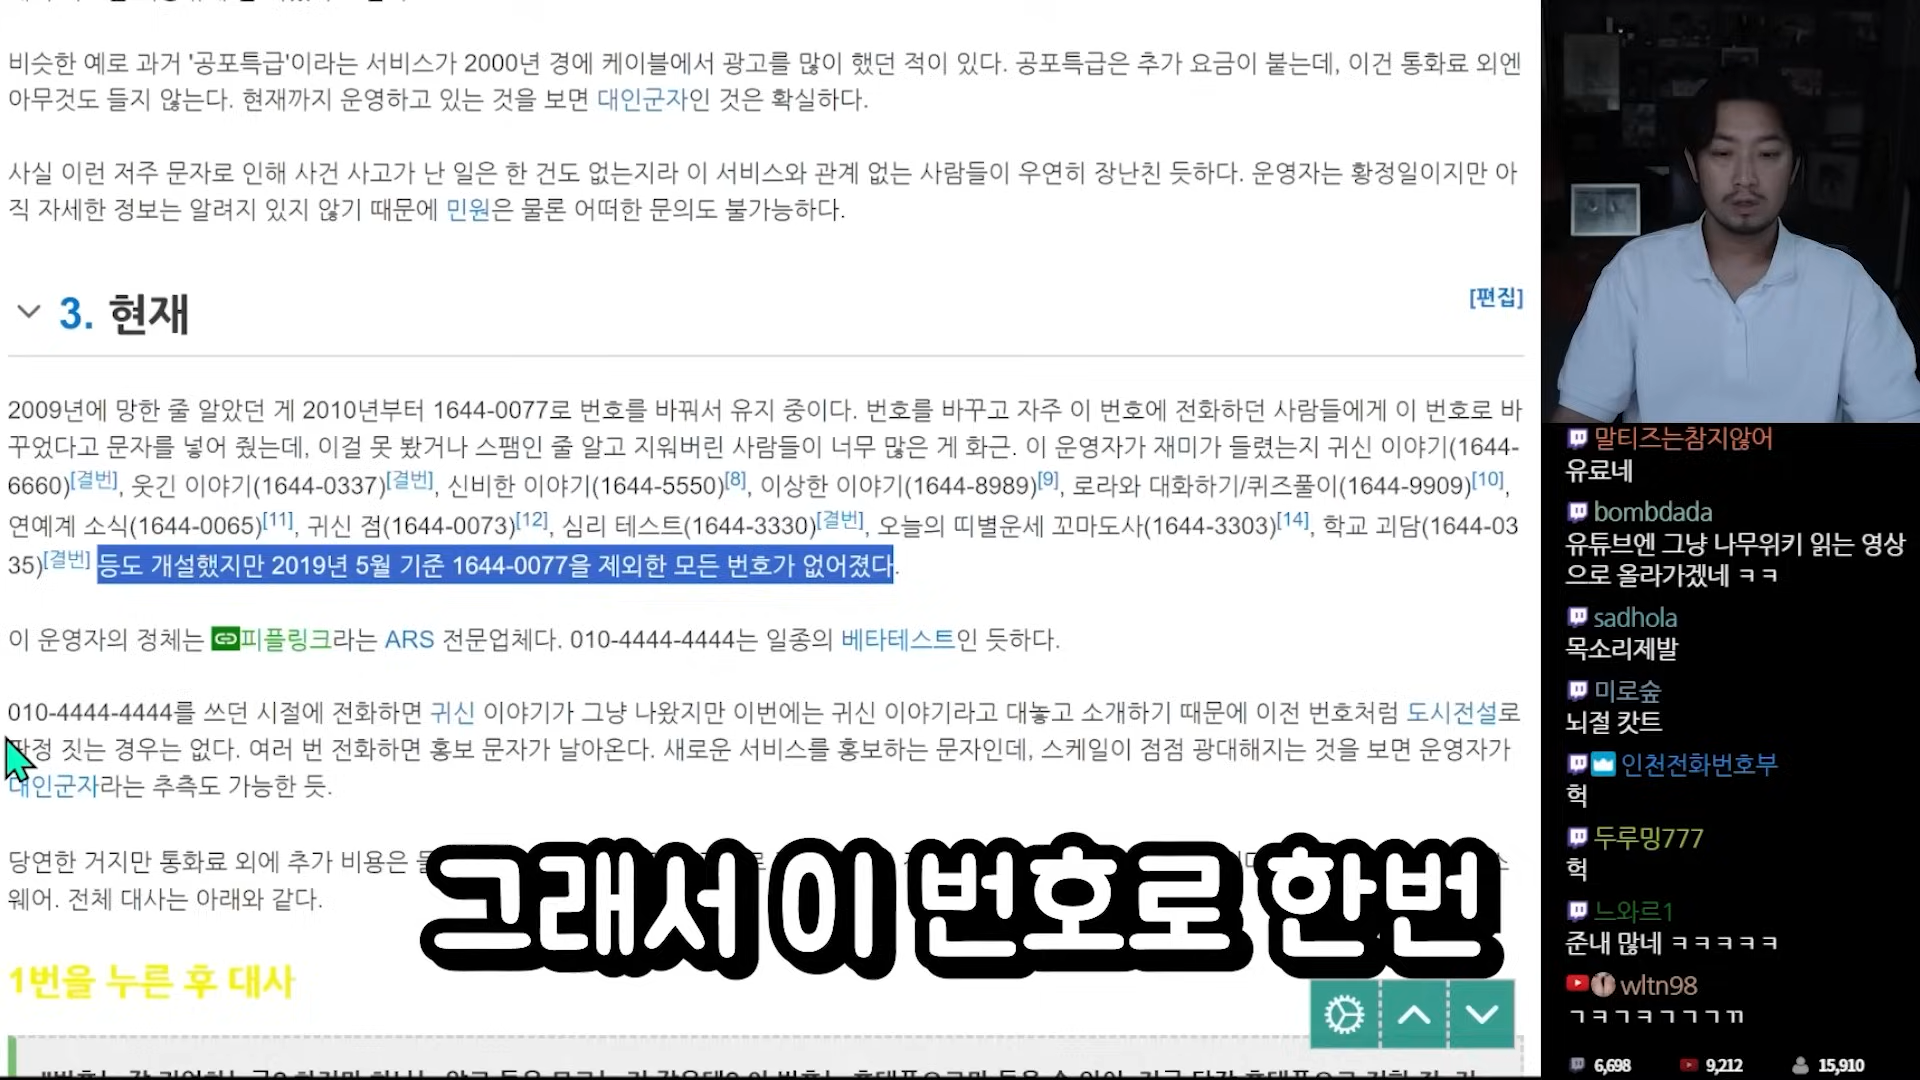 비슷한 예로 과거 '공포특급'이라는 서비스가 2000년 경에 케이블에서 광고를 많이 했던 적이 있다. 공포특급은 추가 요금이 붙는데, 이건 통화료 외엔
아무것도 들지 않는다. 현재까지 운영하고 있는 것을 보면 대인군자인 것은 확실하다.
사실 이런 저주 문자로 인해 사건 사고가 난 일은 한 건도 없는지라 이 서비스와 관계 없는 사람들이 우연히 장난친 듯하다. 운영자는 황정일이지만 아
직 자세한 정보는 알려지 있지 않기 때문에 민원은 물론 어떠한 문의도 불가능하다.
3. 현재
[편집]
2009년에 망한 줄 알았던 게 2010년부터 1644-0077로 번호를 바꿔서 유지 중이다. 번호를 바꾸고 자주 이 번호에 전화하던 사람들에게 이 번호로 바
꾸었다고 문자를 넣어 줬는데, 이걸 못 봤거나 스팸인 줄 알고 지워버린 사람들이 너무 많은 게 화근. 이 운영자가 재미가 들렸는지 귀신 이야기(1644-
6660)[결번], 웃긴 이야기(1644-0337)[결번], 신비한 이야기(1644-5550)[8], 이상한 이야기(1644-8989)[9], 로라와 대화하기/퀴즈풀이(1644-9909)[10],
연예계 소식(1644-0065)[11], 귀신 점(1644-0073)[12], 심리 테스트(1644-3330)[결번], 오늘의 띠별운세 꼬마도사(1644-3303)[14], 학교 괴담(1644-03
35)[결번] 등도 개설했지만 2019년 5월 기준 1644-0077을 제외한 모든 번호가 없어졌다.
이 운영자의 정체는 피플링크라는 ARS 전문업체다. 010-4444-4444는 일종의 베타테스트인 듯하다.
010-4444-4444를 쓰던 시절에 전화하면 귀신 이야기가 그냥 나왔지만 이번에는 귀신 이야기라고 대놓고 소개하기 때문에 이전 번호처럼 도시전설로
정 짓는 경우는 없다. 여러 번 전화하면 홍보 문자가 날아온다. 새로운 서비스를 홍보하는 문자인데, 스케일이 점점 광대해지는 것을 보면 운영자가
대인군자라는 추측도 가능한 듯.
당연한 거지만 통화료 외에 추가 비용은
웨어. 전체 대사는 아래와 같다.
그래서 이 번호로 한번
1번을 누른 후 대사
말티즈는참지않어
유료네
bombdada
유튜브엔 그냥 나무위키 읽는 영상
으로 올라가겠네 ㅋㅋ
sadhola
목소리제발
미로숲
뇌절 캇트
인천전화번호부
헉
두루밍777
헉
느와르1
준내 많네 ㅋㅋㅋㅋㅋ
wltn98
ㄱㅋㄱㅋㄱㄱㄱㄲ
6,698 9,212 15,910